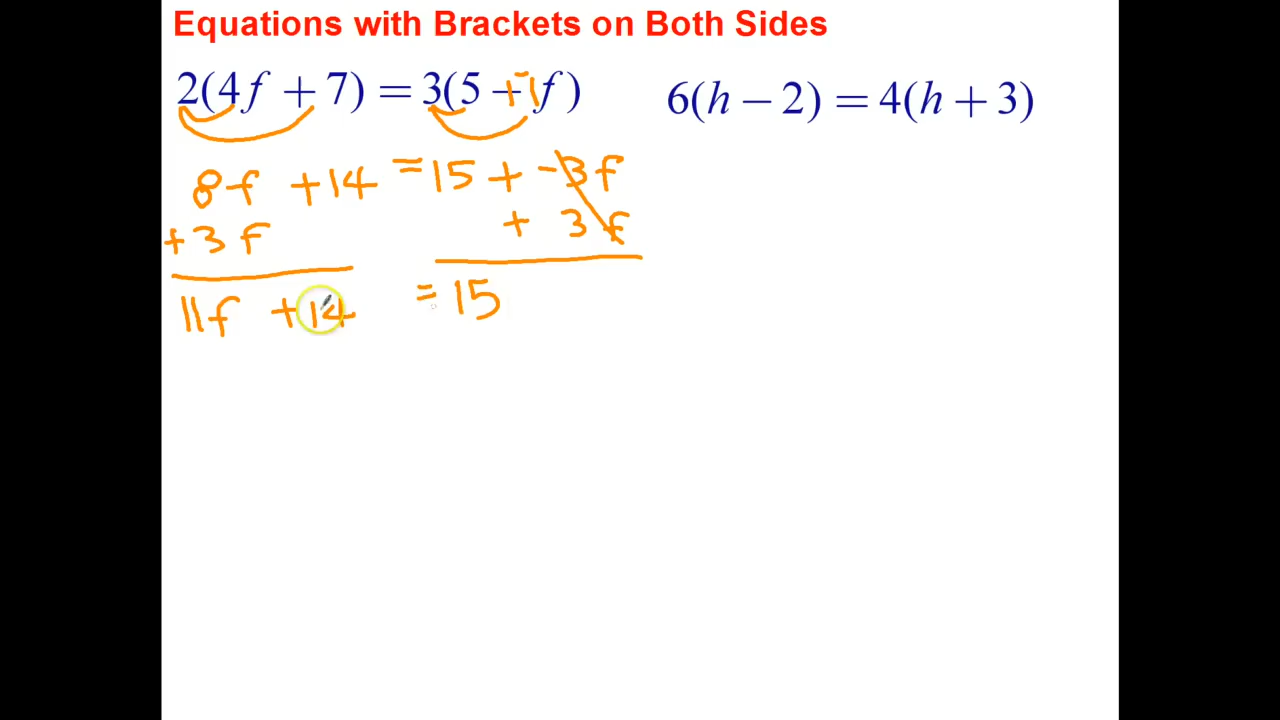 Equations with Brackets on Both Sides
2(4f + 7) = 3(5 +-1f)
6(h − 2) = 4(h + 3)
8f +14 = 15 + -3f
+3f + 3f
11f +14 = 15